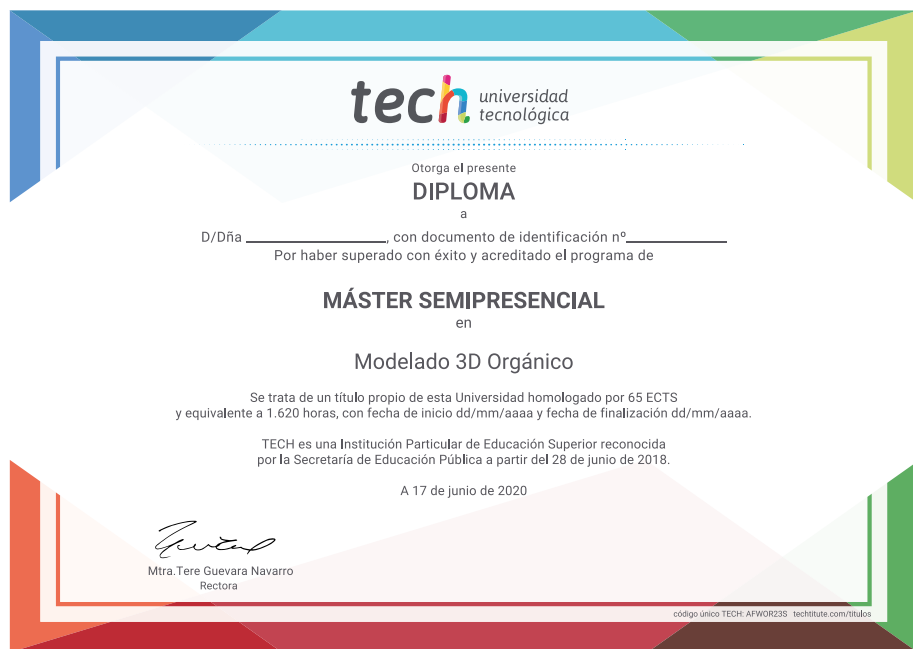 tech universidad
tecnológica
Otorga el presente
DIPLOMA
a
D/Dña ______________, con documento de identificación nº__________
Por haber superado con éxito y acreditado el programa de
MÁSTER SEMIPRESENCIAL
en
Modelado 3D Orgánico
Se trata de un título propio de esta Universidad homologado por 65 ECTS
y equivalente a 1.620 horas, con fecha de inicio dd/mm/aaaa y fecha de finalización dd/mm/aaaa.
TECH es una Institución Particular de Educación Superior reconocida
por la Secretaría de Educación Pública a partir del 28 de junio de 2018.
A 17 de junio de 2020
Mtra.Tere Guevara Navarro
Rectora
código único TECH: AFWOR23S techtitute.com/titulos